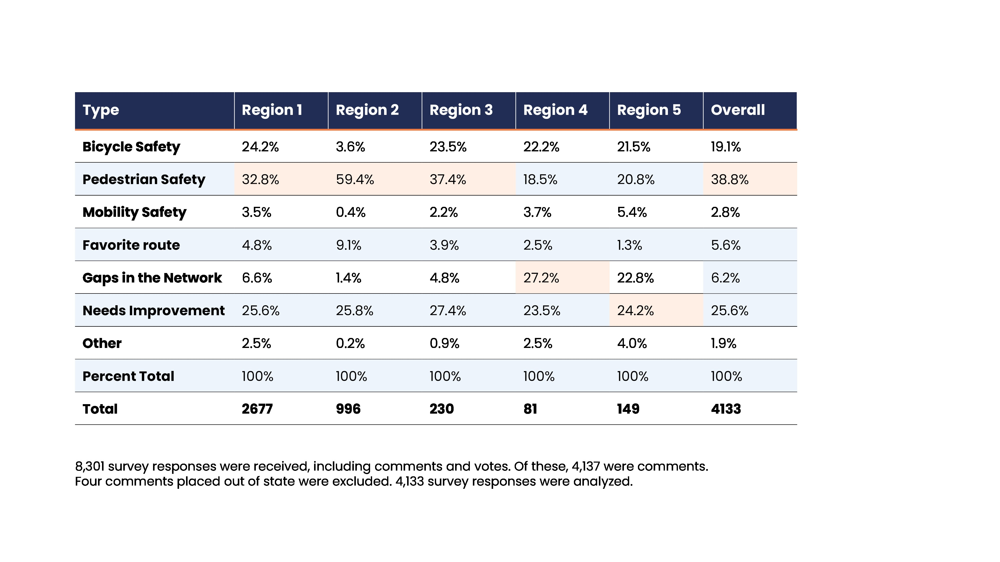 Type Region 1 Region 2 Region 3 Region 4 Region 5 Overall
Bicycle Safety 24.2% 3.6% 23.5% 22.2% 21.5% 19.1%
Pedestrian Safety 32.8% 59.4% 37.4% 18.5% 20.8% 38.8%
Mobility Safety 3.5% 0.4% 2.2% 3.7% 5.4% 2.8%
Favorite route 4.8% 9.1% 3.9% 2.5% 1.3% 5.6%
Gaps in the Network 6.6% 1.4% 4.8% 27.2% 22.8% 6.2%
Needs Improvement 25.6% 25.8% 27.4% 23.5% 24.2% 25.6%
Other 2.5% 0.2% 0.9% 2.5% 4.0% 1.9%
Percent Total 100% 100% 100% 100% 100% 100%
Total 2677 996 230 81 149 4133
8,301 survey responses were received, including comments and votes. Of these, 4,137 were comments.
Four comments placed out of state were excluded. 4,133 survey responses were analyzed.